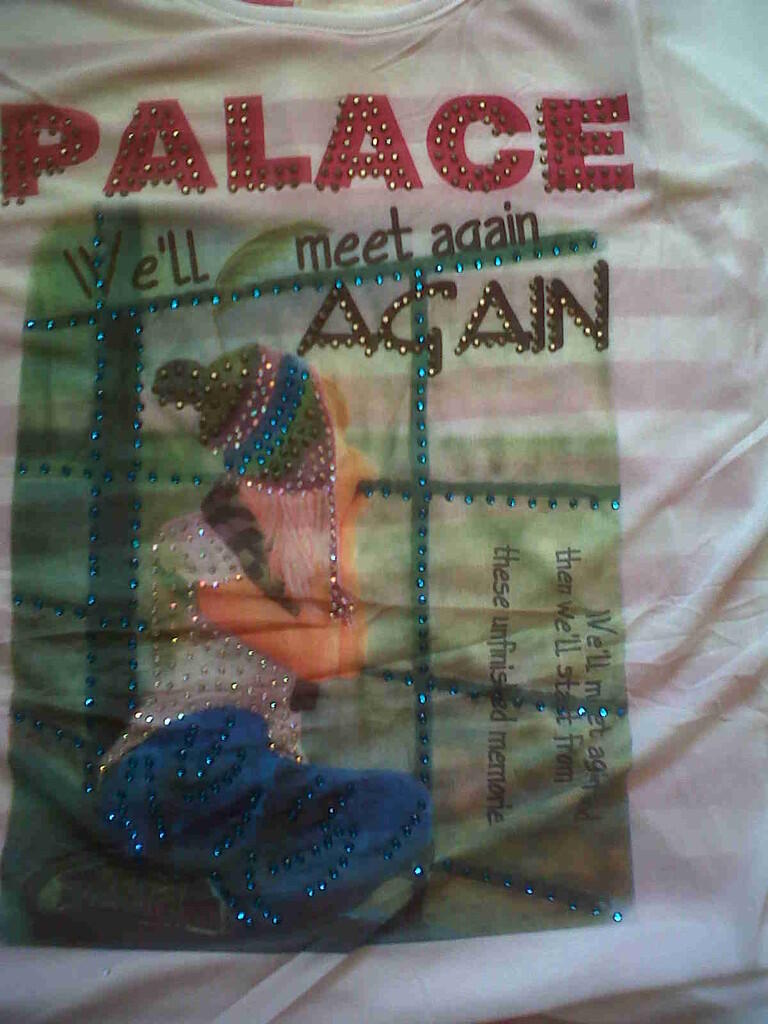 PALACE
We'll meet again
AGAIN
We'll meet again
then we'll start from
these unfinished memorie